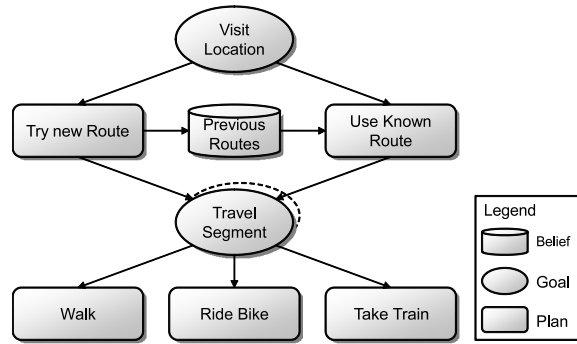 Visit
Location
Try new Route
Previous
Routes
Use Known
Route
Travel
Segment
Walk
Ride Bike
Take Train
Legend
Belief
Goal
Plan